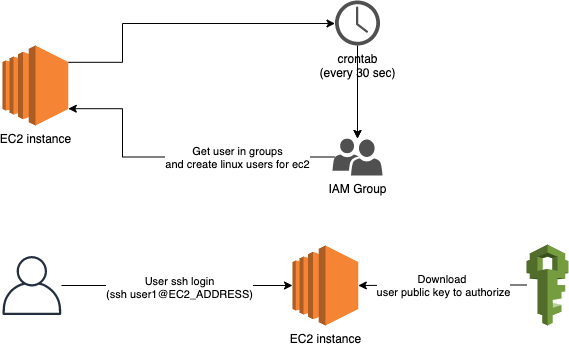 crontab
(every 30 sec)
EC2 instance
Get user in groups
and create linux users for ec2
IAM Group
User ssh login
(ssh user1@EC2_ADDRESS)
Download
user public key to authorize
EC2 instance